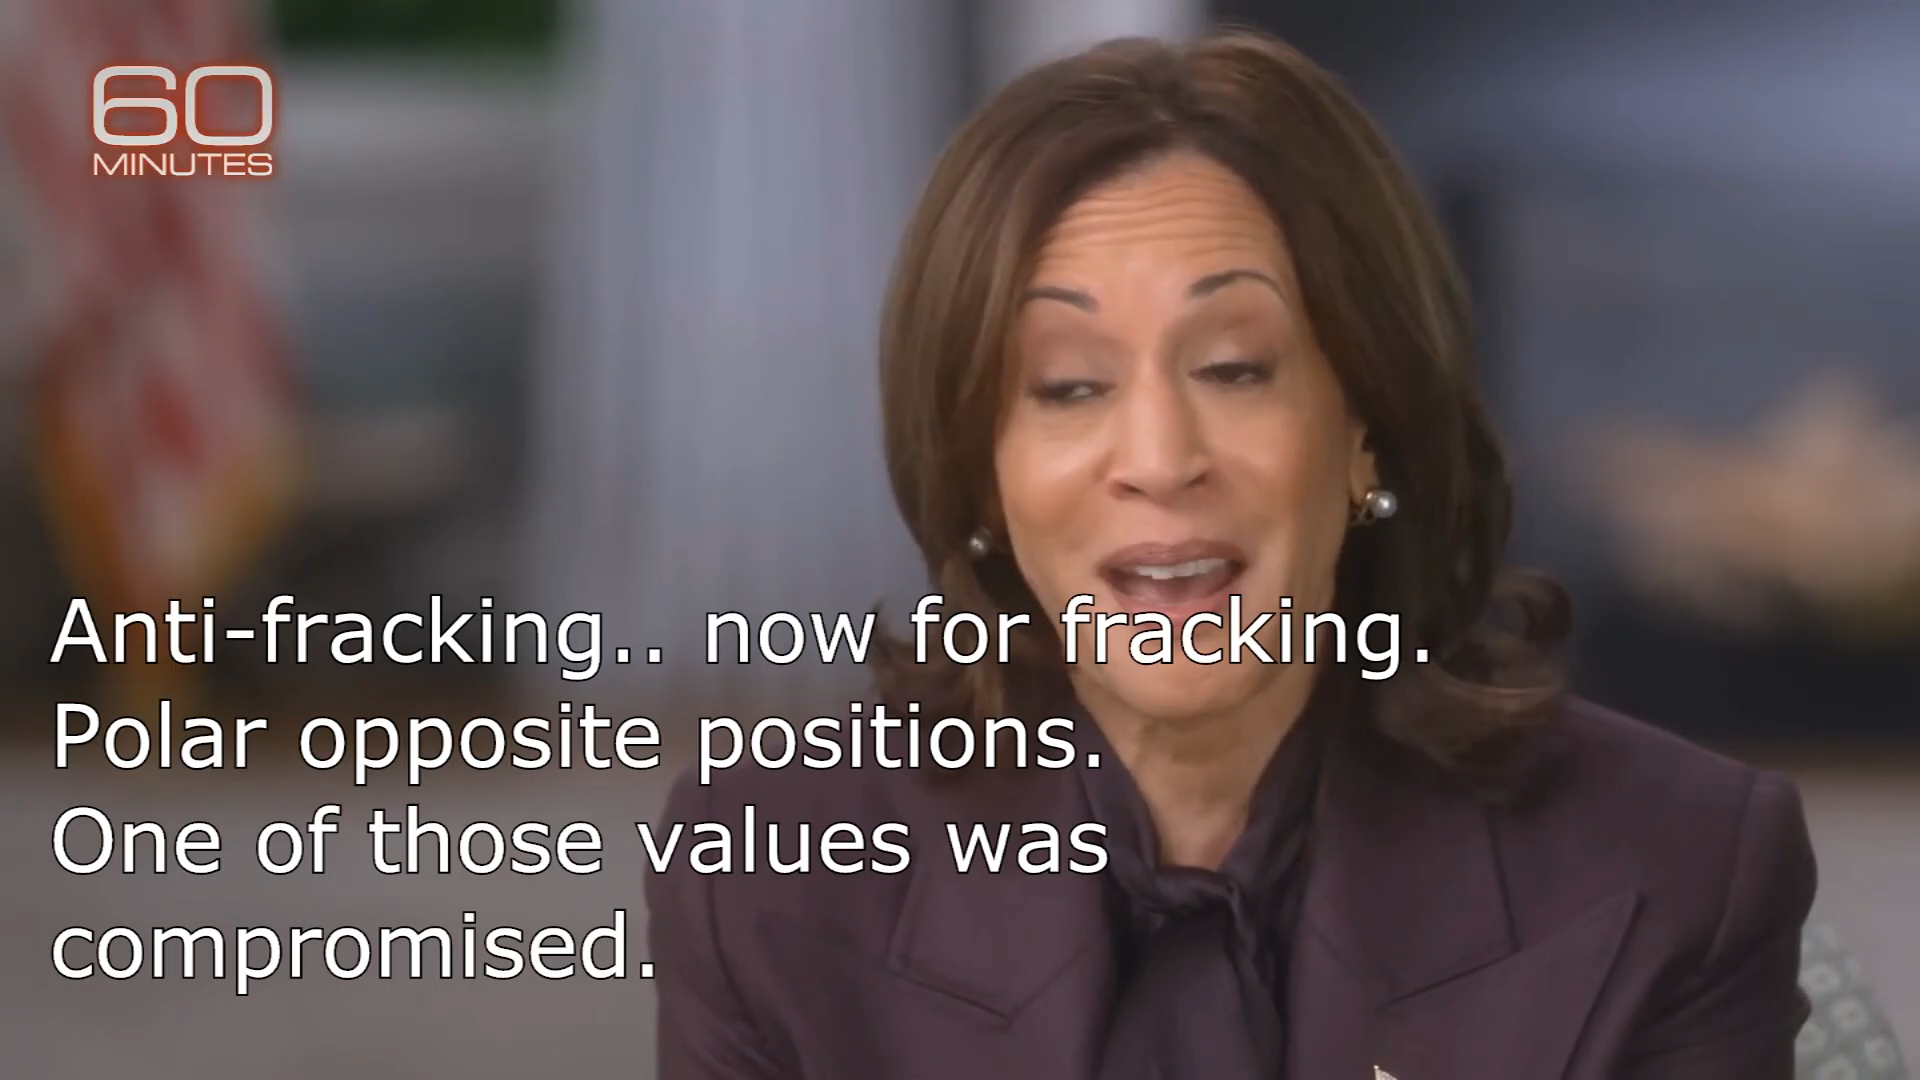 60
MINUTES
Anti-fracking.. now for fracking.
Polar opposite positions.
One of those values was
compromised.